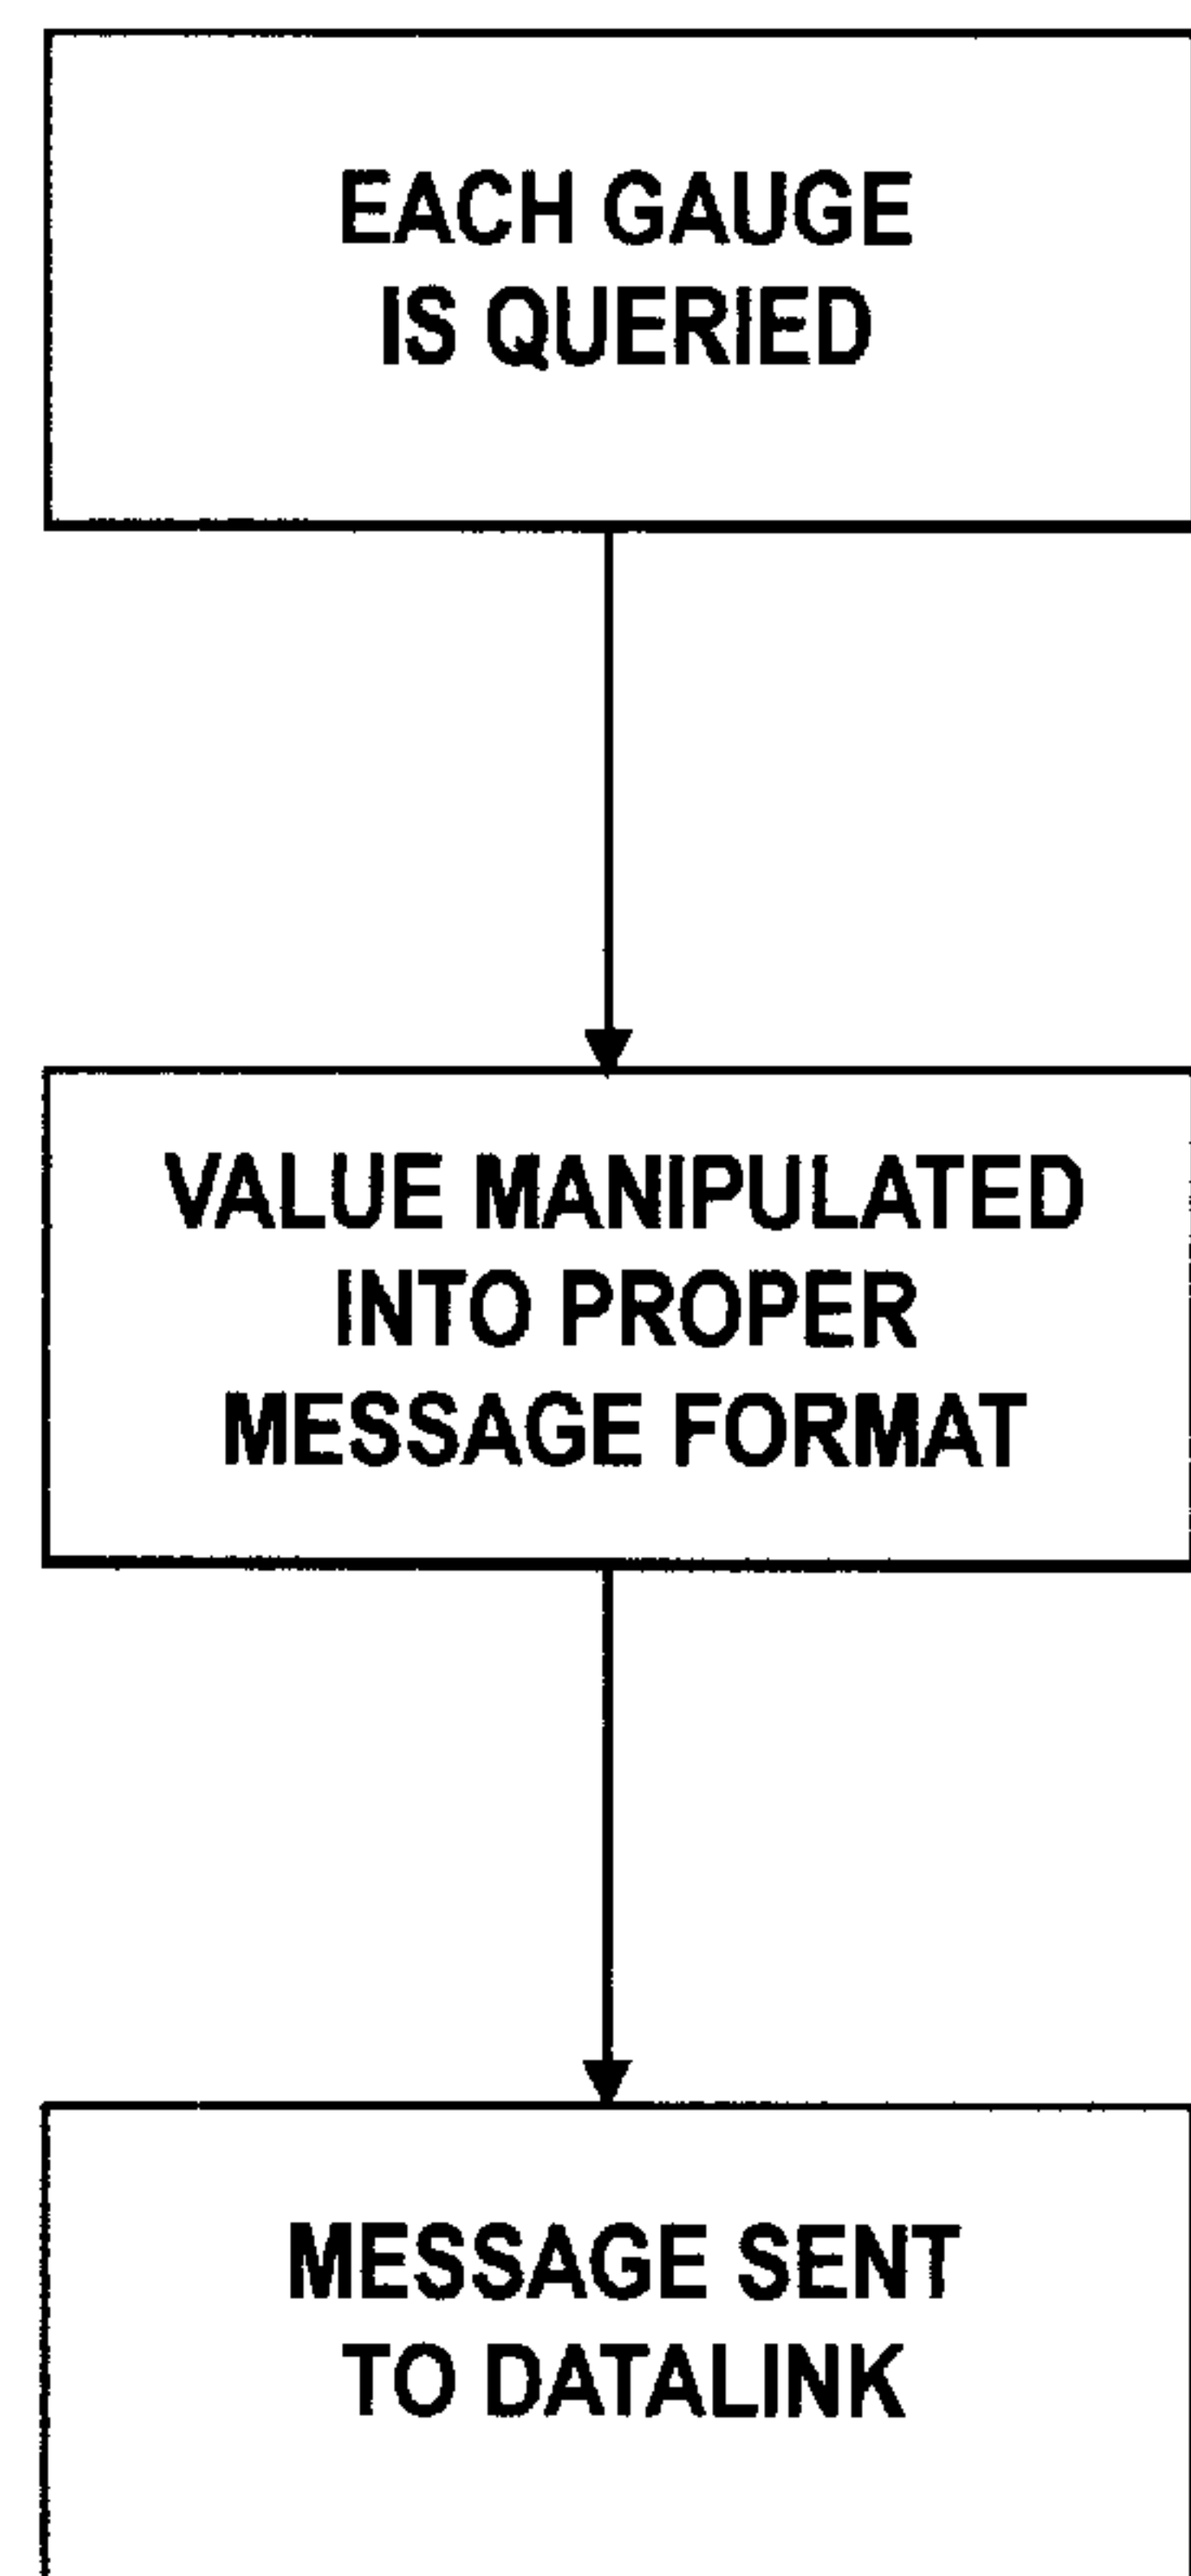 EACH GAUGE
IS QUERIED
VALUE MANIPULATED
INTO PROPER
MESSAGE FORMAT
MESSAGE SENT
TO DATALINK